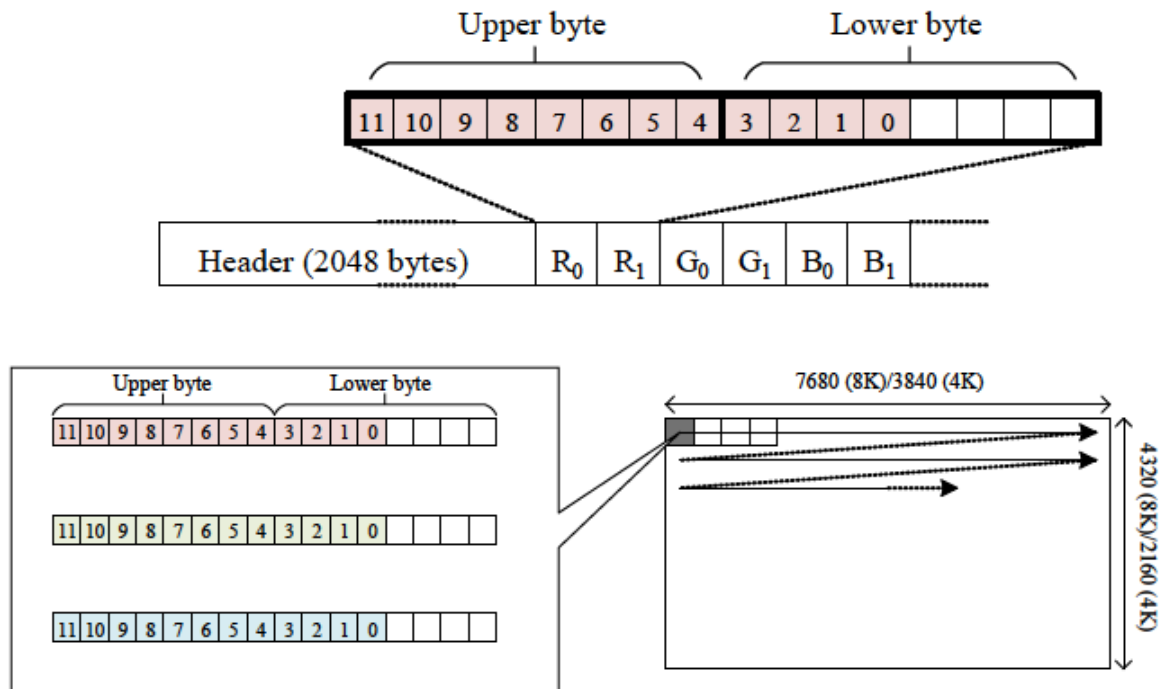 Upper byte Lower byte
11 10 9 8 7 6 5 4 3 2 1 0
Header (2048 bytes) R0 R1 G0 G1 B0 B1
Upper byte Lower byte
11 10 9 8 7 6 5 4 3 2 1 0
11 10 9 8 7 6 5 4 3 2 1 0
11 10 9 8 7 6 5 4 3 2 1 0
7680 (8K)/3840 (4K)
4320 (8K)/2160 (4K)